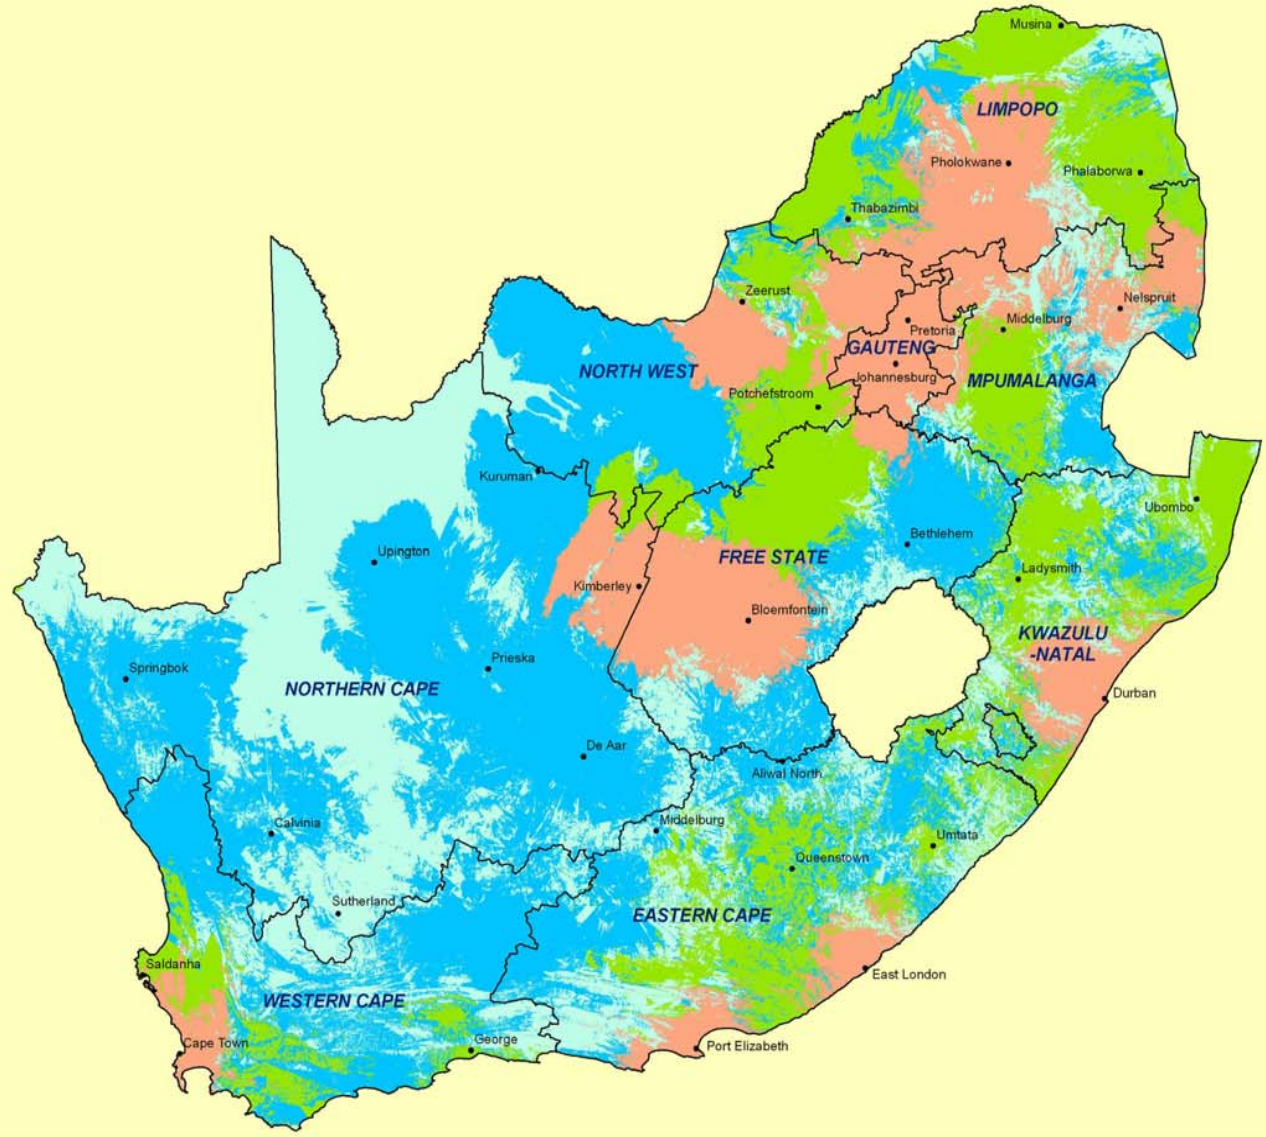 Musina
LIMPOPO
Pholokwane
Phalaborwa
Thabazimbi
Zeerust
Nelspruit
Pretoria
Middelburg
GAUTENG
NORTH WEST
Johannesburg
MPUMALANGA
Potchefstroom
Kuruman
Ubombo
Upington
Bethlehem
FREE STATE
Ladysmith
Kimberley
Bloemfontein
KWAZULU
-NATAL
Prieska
Springbok
NORTHERN CAPE
Durban
De Aar
Aliwal North
Calvinia
Middelburg
Umtata
Queenstown
Sutherland
EASTERN CAPE
Saldanha
East London
WESTERN CAPE
George
Cape Town
Port Elizabeth